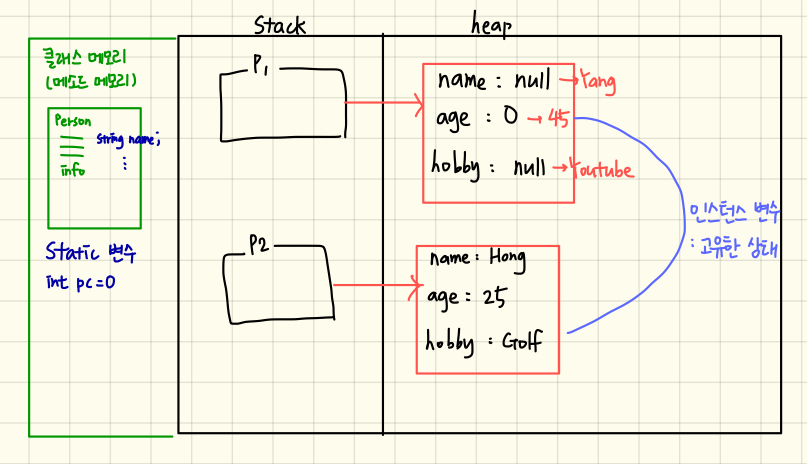 Stack
heap
클래스 메모리
(메소드 메모리)
Person
string name;
⋮
info
Static 변수
int pc=0
P1
P2
name : null → Yang
age : 0 → 45
hobby : null → Youtube
name : Hong
age : 25
hobby : Golf
인스턴스 변수
: 고유한 상태